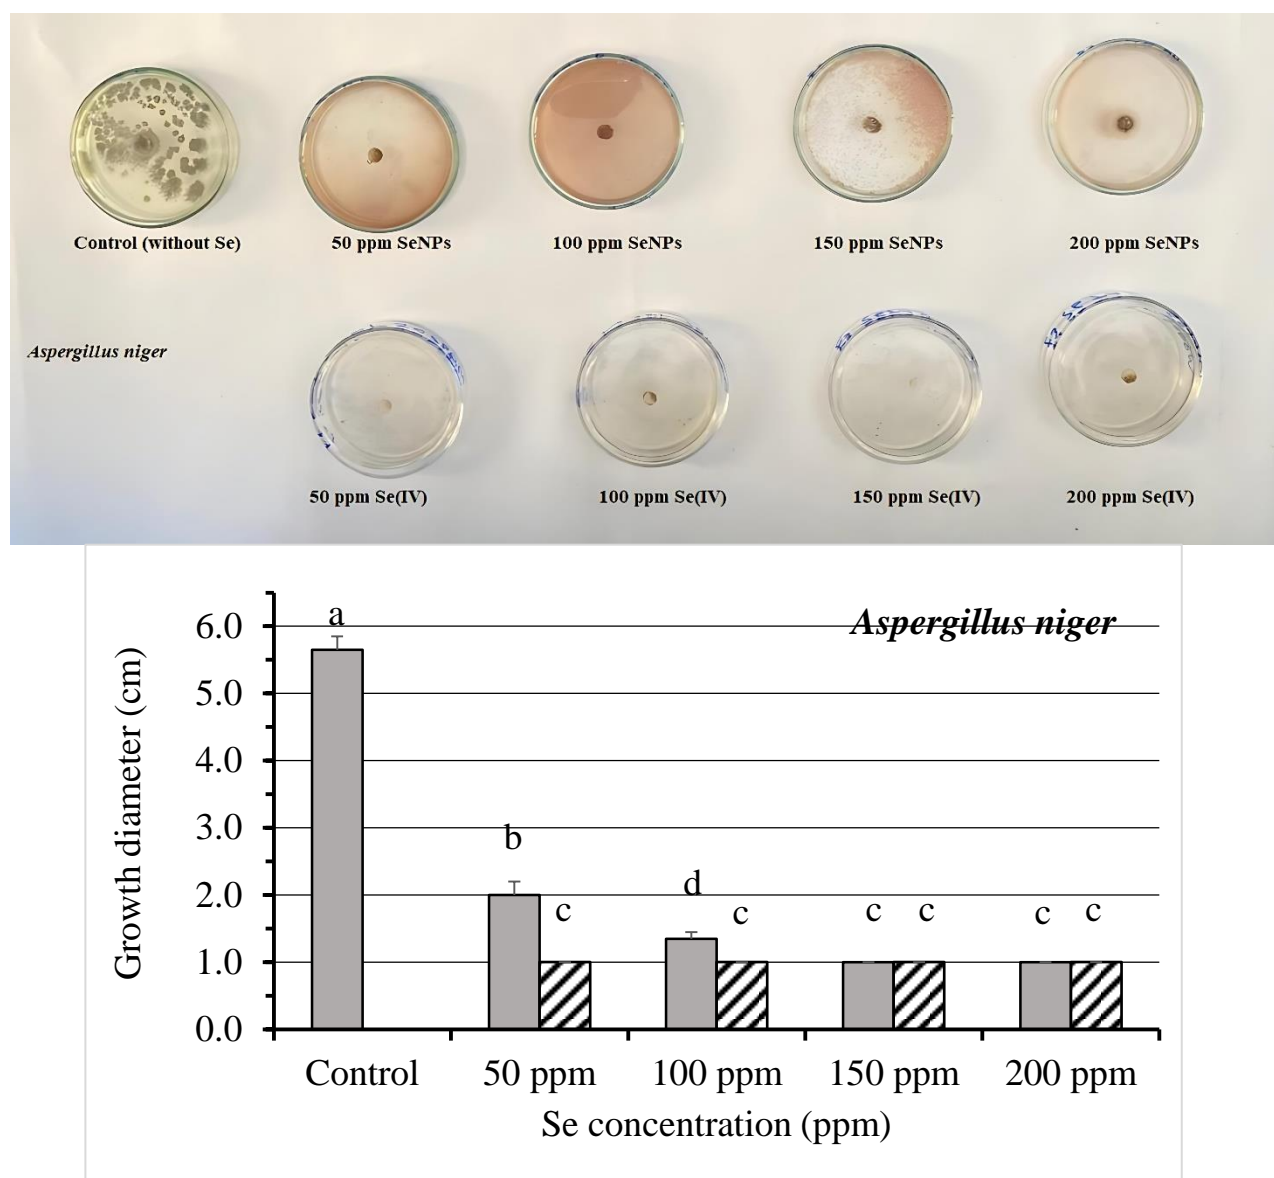 Control (without Se)
50 ppm SeNPs
100 ppm SeNPs
150 ppm SeNPs
200 ppm SeNPs
Aspergillus niger
50 ppm Se(IV)
100 ppm Se(IV)
150 ppm Se(IV)
200 ppm Se(IV)
Aspergillus niger
Growth diameter (cm)
6.0
5.0
4.0
3.0
2.0
1.0
0.0
a
b
c
d
c
c
c
c
c
Control
50 ppm
100 ppm
150 ppm
200 ppm
Se concentration (ppm)